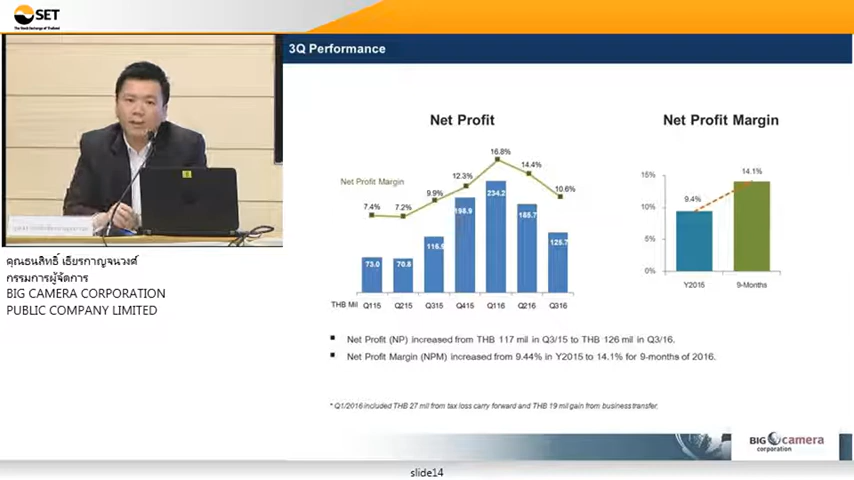 SET
The Stock Exchange of Thailand
3Q Performance
Net Profit
Net Profit Margin
Net Profit Margin
7.4%
7.2%
9.9%
12.3%
16.8%
14.4%
10.6%
73.0
70.8
116.9
198.9
234.2
185.7
125.7
THB Mil
Q115
Q215
Q315
Q415
Q116
Q216
Q316
15%
10%
5%
0%
9.4%
14.1%
Y2015
9-Months
Net Profit (NP) increased from THB 117 mil in Q3/15 to THB 126 mil in Q3/16.
Net Profit Margin (NPM) increased from 9.44% in Y2015 to 14.1% for 9-months of 2016.
* Q1/2016 included THB 27 mil from tax loss carry forward and THB 19 mil gain from business transfer.
คุณธนสิทธิ์ เธียรกาญจนวงศ์
กรรมการผู้จัดการ
BIG CAMERA CORPORATION
PUBLIC COMPANY LIMITED
BIG camera
corporation
slide14